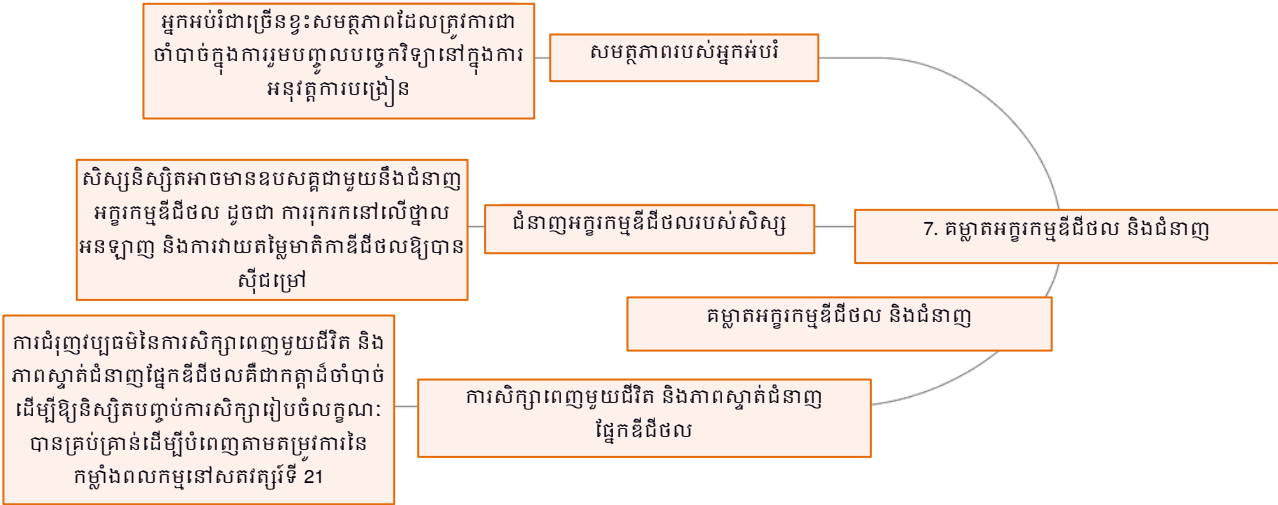 អ្នកអប់រំជាច្រើនខ្វះសមត្ថភាពដែលត្រូវការជា
ចាំបាច់ក្នុងការរួមបញ្ចូលបច្ចេកវិទ្យានៅក្នុងការ
អនុវត្តការបង្រៀន
សមត្ថភាពរបស់អ្នកអំបរំ
សិស្សនិស្សិតអាចមានឧបសគ្គជាមួយនឹងជំនាញ
អក្ខរកម្មឌីជីថល ដូចជា ការរុករកនៅលើថ្នាល
អនឡាញ និងការវាយតម្លៃមាតិកាឌីជីថលឱ្យបាន
ស៊ីជម្រៅ
ជំនាញអក្ខរកម្មឌីជីថលរបស់សិស្ស
7. គម្លាតអក្ខរកម្មឌីជីថល និងជំនាញ
គម្លាតអក្ខរកម្មឌីជីថល និងជំនាញ
ការជំរុញវប្បធម៌នៃការសិក្សាពេញមួយជីវិត និង
ភាពស្ទាត់ជំនាញផ្នែកឌីជីថលគឺជាកត្តាដ៏ចាំបាច់
ដើម្បីឱ្យនិស្សិតបញ្ចប់ការសិក្សារៀបចំលក្ខណៈ
បានគ្រប់គ្រាន់ដើម្បីបំពេញតាមតម្រូវការនៃ
កម្លាំងពលកម្មនៅសតវត្សរ៍ទី 21
ការសិក្សាពេញមួយជីវិត និងភាពស្ទាត់ជំនាញ
ផ្នែកឌីជីថល